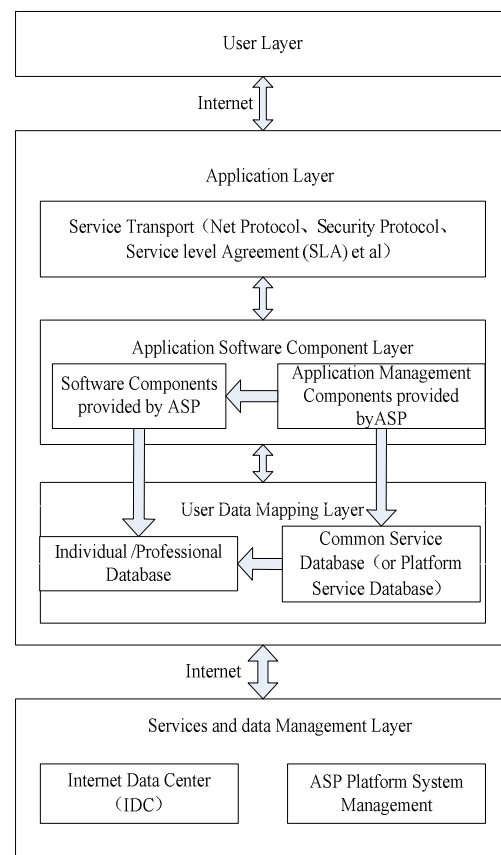 User Layer
Internet
Application Layer
Service Transport（Net Protocol、Security Protocol、
Service level Agreement (SLA) et al）
Application Software Component Layer
Software Components
provided by ASP
Application Management
Components provided
byASP
User Data Mapping Layer
Individual /Professional
Database
Common Service
Database（or Platform
Service Database）
Internet
Services and data Management Layer
Internet Data Center
（IDC）
ASP Platform System
Management